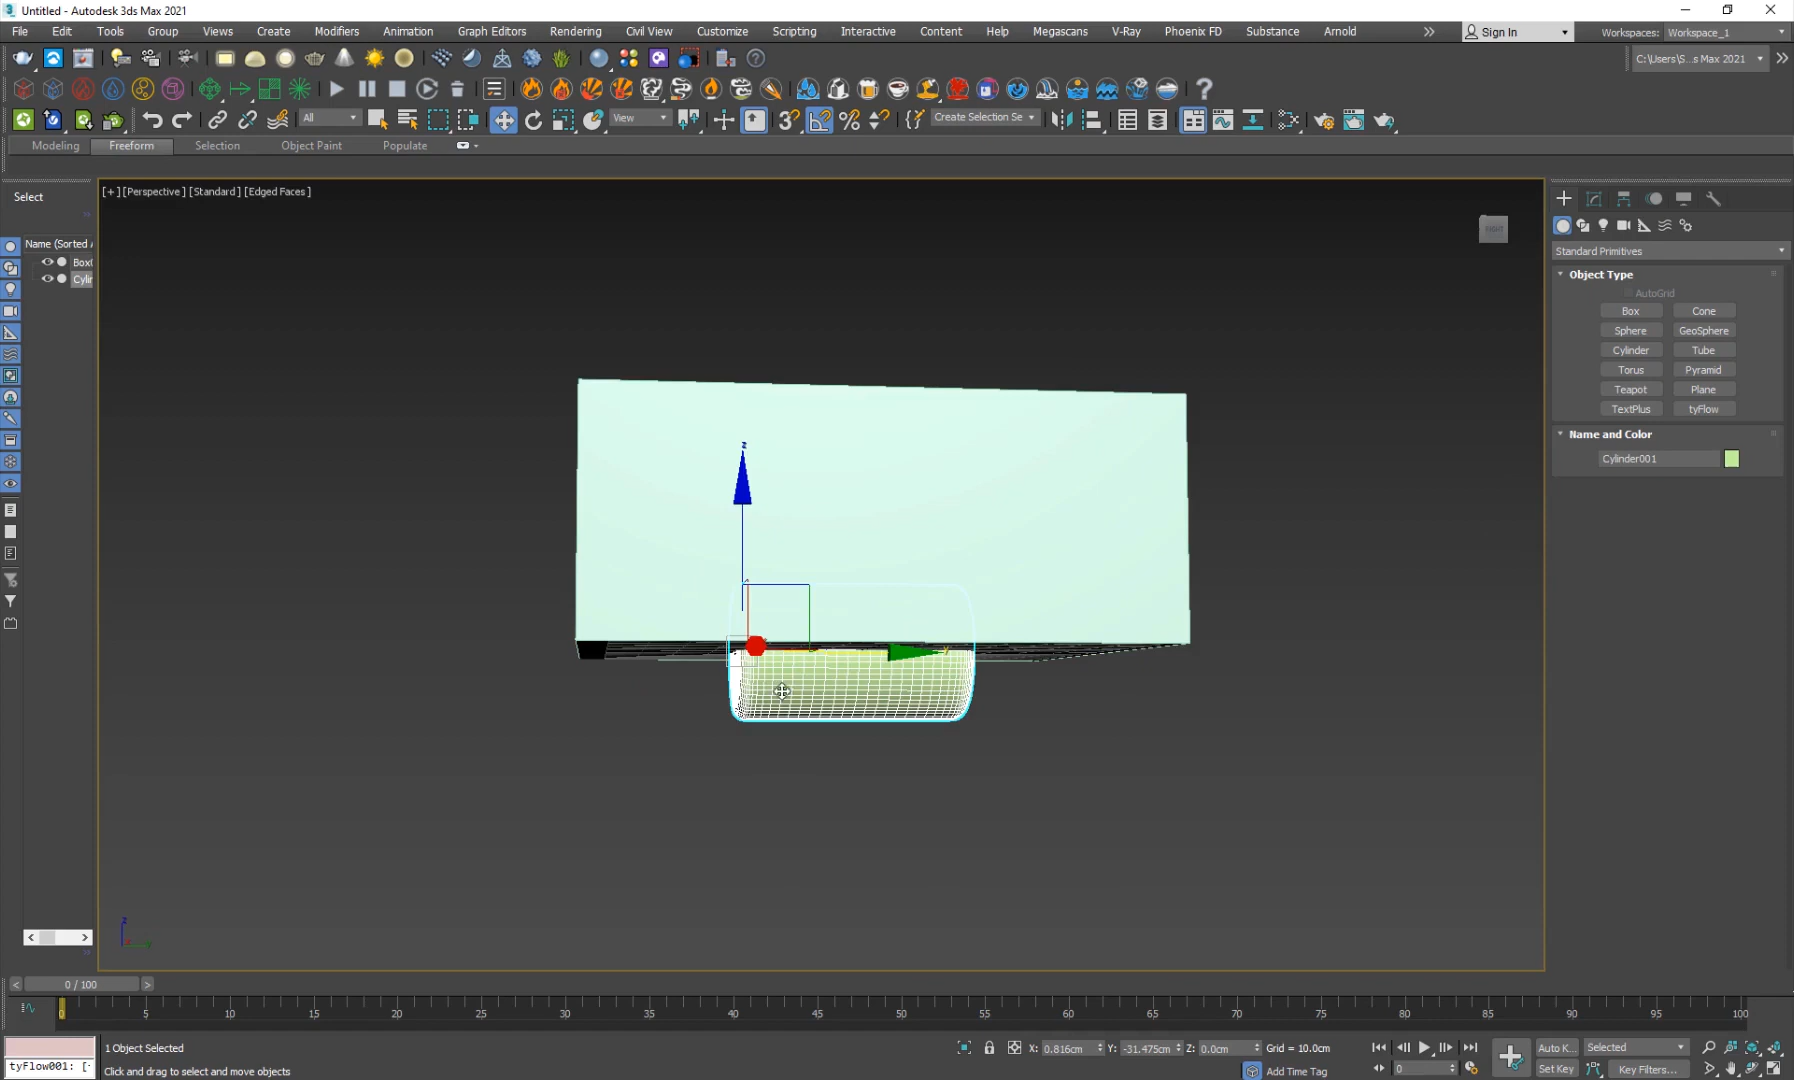 Untitled - Autodesk 3ds Max 2021
File Edit Tools Group Views Create Modifiers Animation Graph Editors Rendering Civil View Customize Scripting Interactive Content Help Megascans V-Ray Phoenix FD Substance Arnold Sign In Workspaces: Workspace_1
C:\Users\S...s Max 2021
All View Create Selection Se
Modeling Freeform Selection Object Paint Populate
[+][Perspective] [Standard] [Edged Faces]
Select
Name (Sorted A
Box(
Cylin
FRONT
Standard Primitives
Object Type
AutoGrid
Box Cone
Sphere GeoSphere
Cylinder Tube
Torus Pyramid
Teapot Plane
TextPlus tyFlow
Name and Color
Cylinder001
z
y
z
< 0 / 100 >
0 5 10 15 20 25 30 35 40 45 50 55 60 65 70 75 80 85 90 95 100
1 Object Selected X: 0.816cm Y: -31.475cm Z: 0.0cm Grid = 10.0cm Auto K... Selected
tyFlow001: [- Click and drag to select and move objects Add Time Tag 0 Set Key Key Filters...